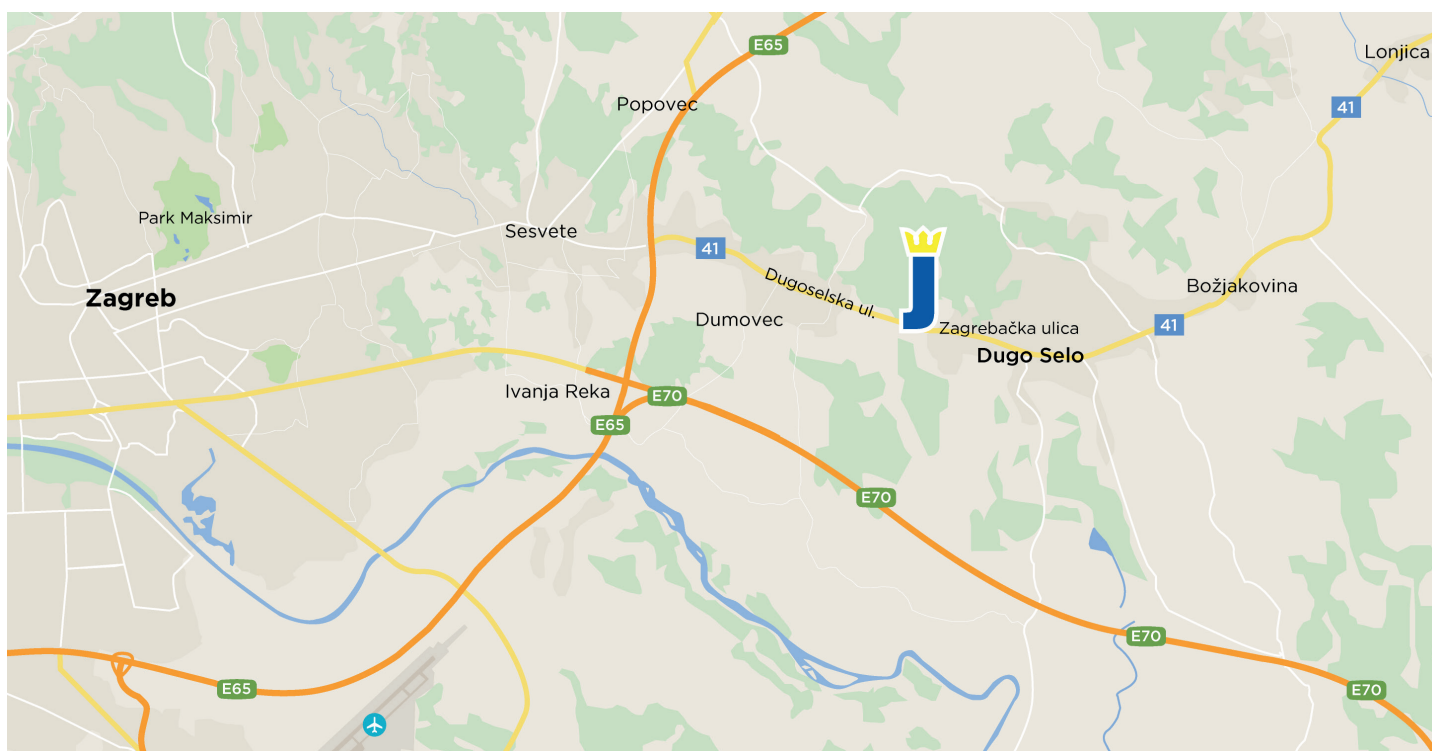 E65
Lonjica
Popovec
41
Park Maksimir
Sesvete
41
Dugoselska ul.
J
Božjakovina
Zagreb
Dumovec
Zagrebačka ulica
41
Dugo Selo
Ivanja Reka
E70
E65
E70
E70
E65
E70